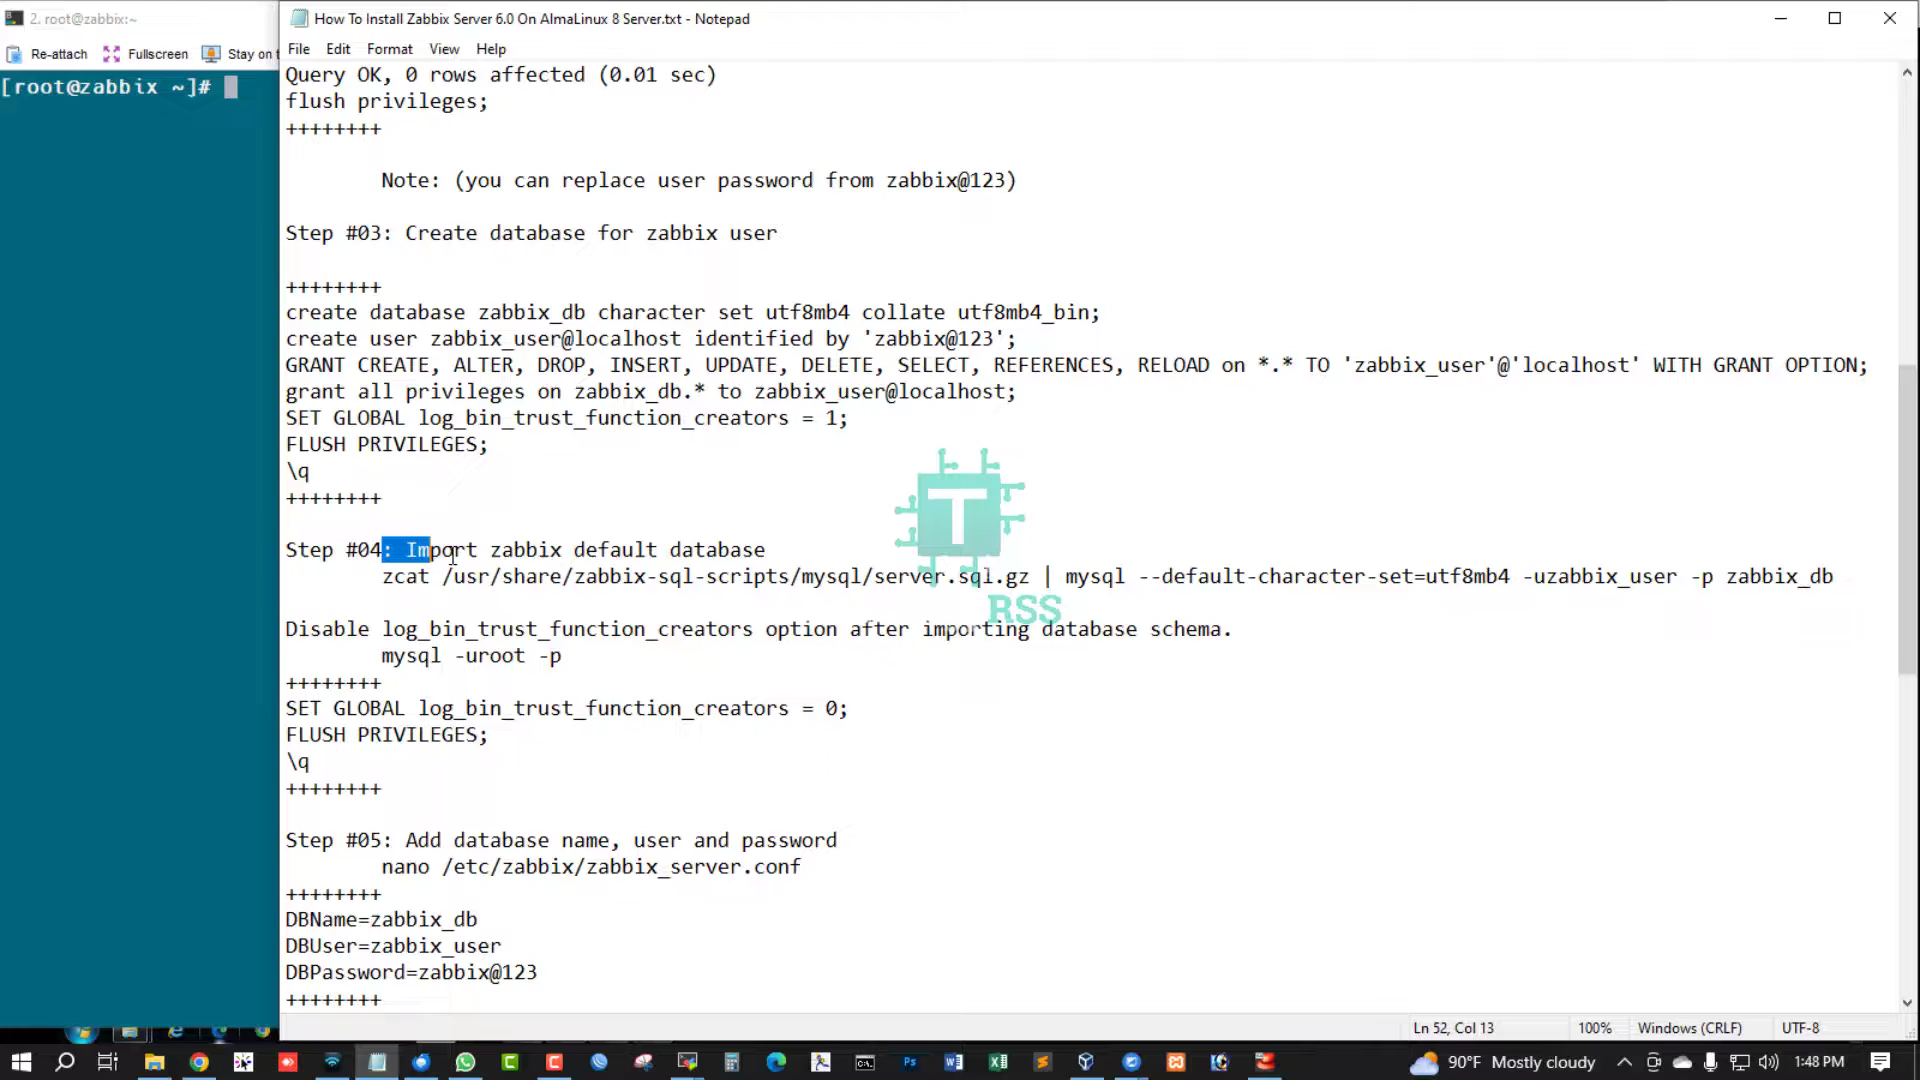 2. root@zabbix:~
Re-attach
Fullscreen
Stay on t
[root@zabbix ~]#
How To Install Zabbix Server 6.0 On AlmaLinux 8 Server.txt - Notepad
File Edit Format View Help
Query OK, 0 rows affected (0.01 sec)
flush privileges;
++++++++
Note: (you can replace user password from zabbix@123)
Step #03: Create database for zabbix user
++++++++
create database zabbix_db character set utf8mb4 collate utf8mb4_bin;
create user zabbix_user@localhost identified by 'zabbix@123';
GRANT CREATE, ALTER, DROP, INSERT, UPDATE, DELETE, SELECT, REFERENCES, RELOAD on *.* TO 'zabbix_user'@'localhost' WITH GRANT OPTION;
grant all privileges on zabbix_db.* to zabbix_user@localhost;
SET GLOBAL log_bin_trust_function_creators = 1;
FLUSH PRIVILEGES;
\q
++++++++
Step #04: Import zabbix default database
zcat /usr/share/zabbix-sql-scripts/mysql/server.sql.gz | mysql --default-character-set=utf8mb4 -uzabbix_user -p zabbix_db
T
RSS
Disable log_bin_trust_function_creators option after importing database schema.
mysql -uroot -p
++++++++
SET GLOBAL log_bin_trust_function_creators = 0;
FLUSH PRIVILEGES;
\q
++++++++
Step #05: Add database name, user and password
nano /etc/zabbix/zabbix_server.conf
++++++++
DBName=zabbix_db
DBUser=zabbix_user
DBPassword=zabbix@123
++++++++
Ln 52, Col 13
100%
Windows (CRLF)
UTF-8
90°F Mostly cloudy
1:48 PM